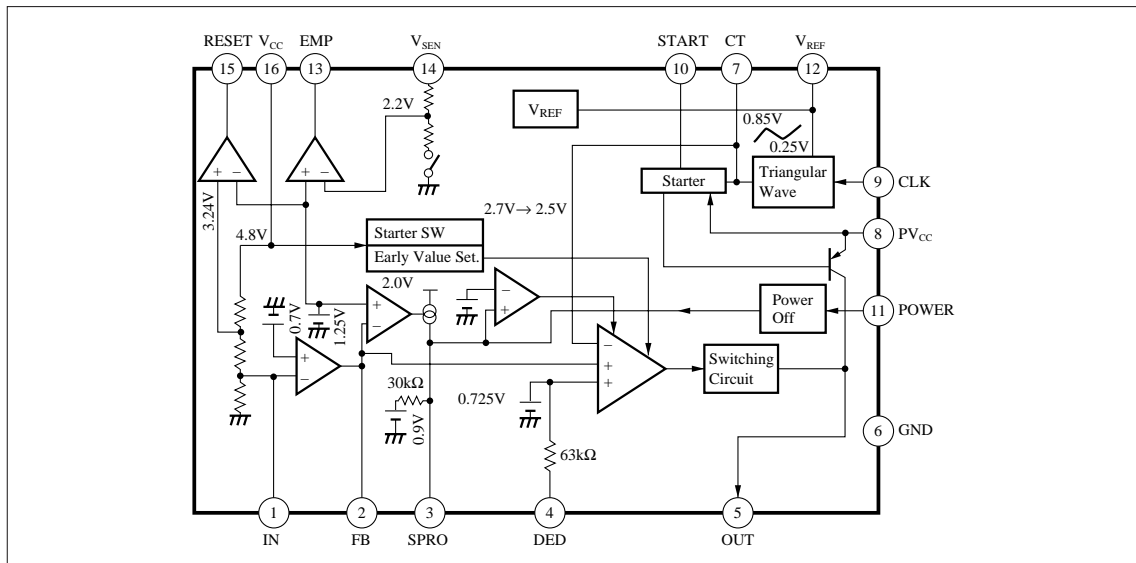 RESET
V_CC
EMP
V_SEN
START
CT
V_REF
15
16
13
14
10
7
12
2.2V
V_REF
0.85V
0.25V
+
−
+
−
Starter
Triangular
Wave
9
CLK
3.24V
4.8V
2.7V → 2.5V
Starter SW
Early Value Set.
8
PV_CC
2.0V
0.7V
1.25V
+
−
−
+
Power
Off
11
POWER
+
−
−
+
+
Switching
Circuit
30kΩ
0.9V
0.725V
63kΩ
6
GND
1
2
3
4
5
IN
FB
SPRO
DED
OUT